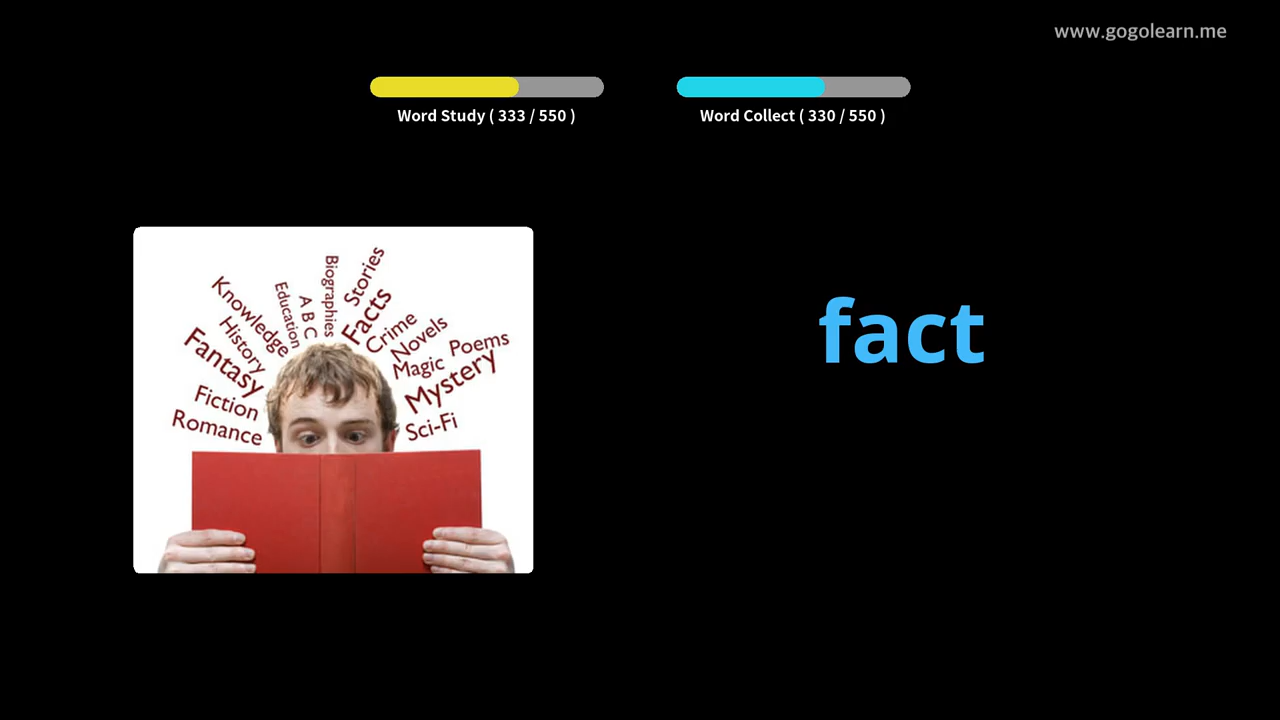 www.gogolearn.me
Word Study ( 333 / 550 )
Word Collect ( 330 / 550 )
Knowledge
Education
A B C
Biographies
Stories
Facts
Crime
Novels
Poems
Magic
Mystery
Sci-Fi
History
Fantasy
Fiction
Romance
fact